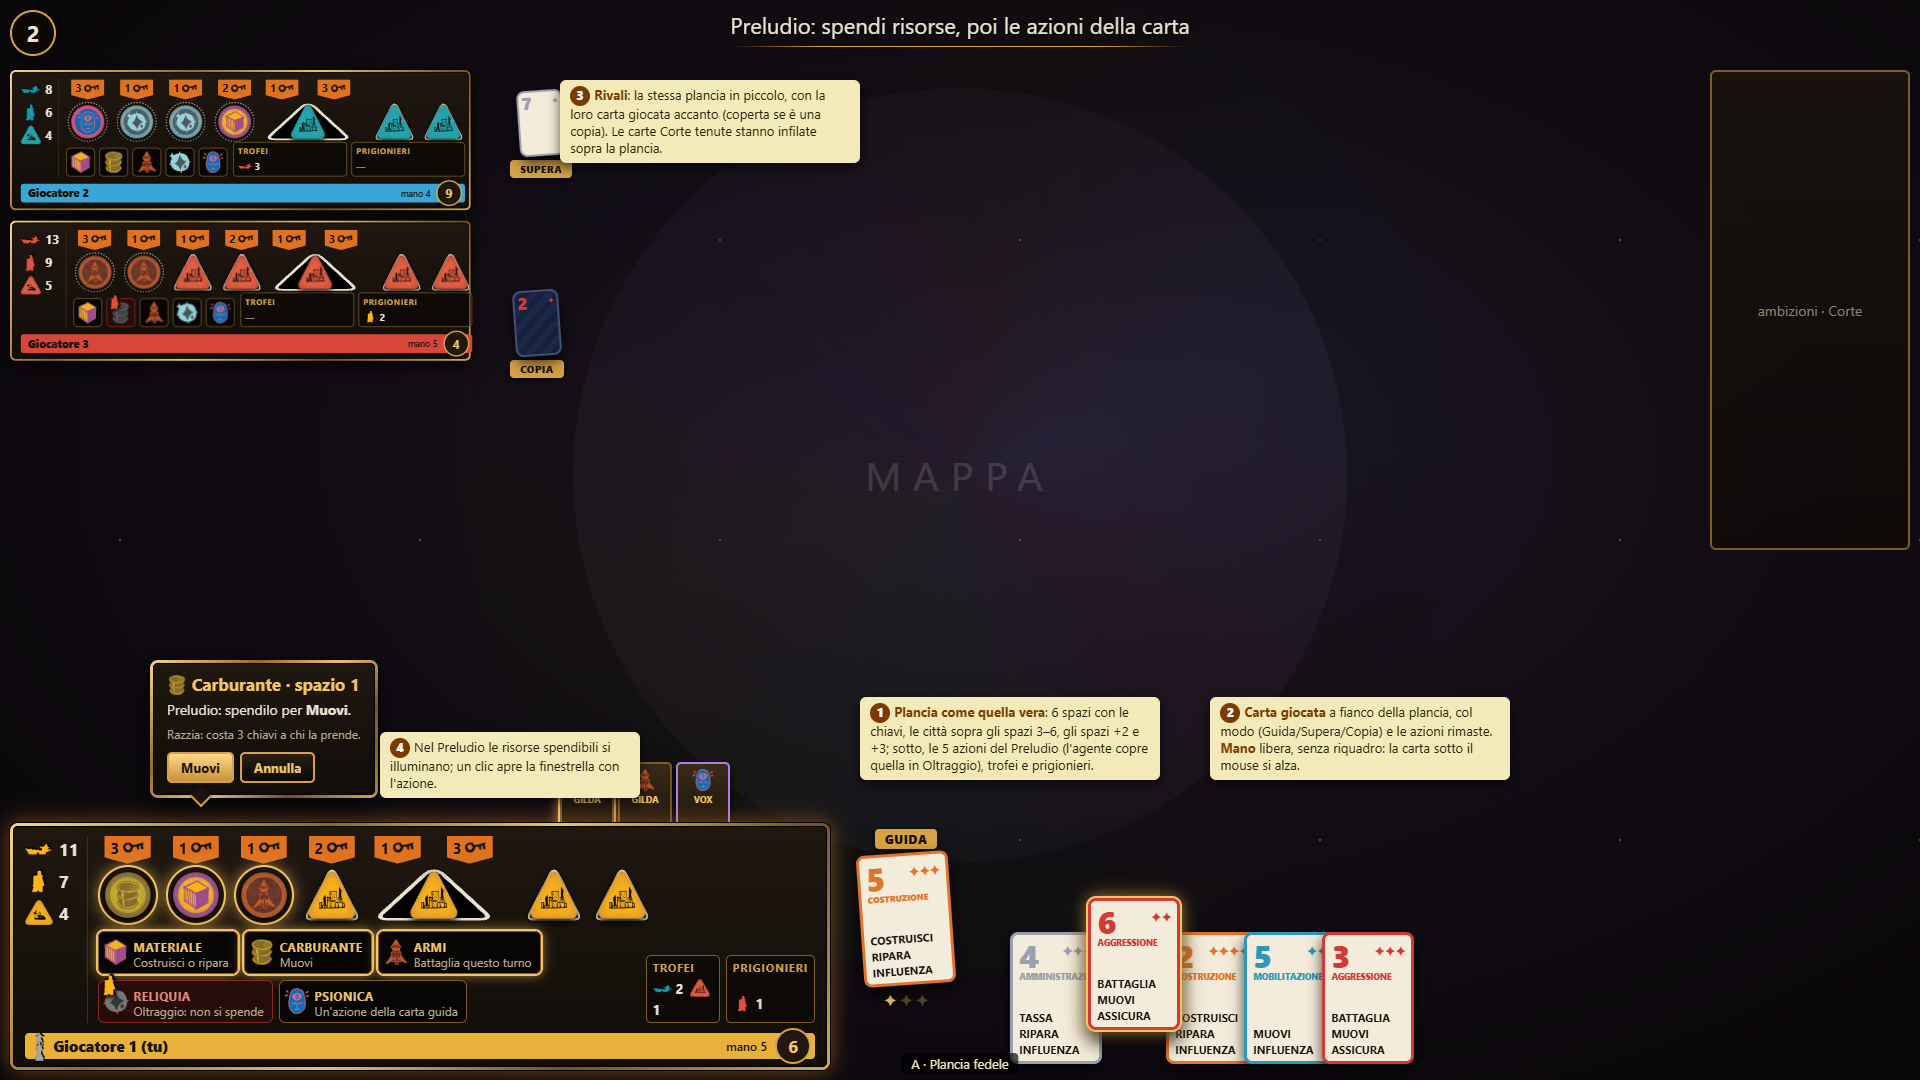 2
Preludio: spendi risorse, poi le azioni della carta
8
6
4
3 1 1 2 1 3
TROFEI
3
PRIGIONIERI
—
Giocatore 2
mano 4
9
7
SUPERA
3 Rivali: la stessa plancia in piccolo, con la
loro carta giocata accanto (coperta se è una
copia). Le carte Corte tenute stanno infilate
sopra la plancia.
13
9
5
3 1 1 2 1 3
TROFEI
—
PRIGIONIERI
2
Giocatore 3
mano 5
4
2
COPIA
ambizioni · Corte
MAPPA
Carburante · spazio 1
Preludio: spendilo per Muovi.
Razzia: costa 3 chiavi a chi la prende.
Muovi
Annulla
4 Nel Preludio le risorse spendibili si
illuminano; un clic apre la finestrella con
l'azione.
GILDA
GILDA
VOX
1 Plancia come quella vera: 6 spazi con le
chiavi, le città sopra gli spazi 3–6, gli spazi +2 e
+3; sotto, le 5 azioni del Preludio (l'agente copre
quella in Oltraggio), trofei e prigionieri.
2 Carta giocata a fianco della plancia, col
modo (Guida/Supera/Copia) e le azioni rimaste.
Mano libera, senza riquadro: la carta sotto il
mouse si alza.
11
7
4
3 1 1 2 1 3
MATERIALE
Costruisci o ripara
CARBURANTE
Muovi
ARMI
Battaglia questo turno
RELIQUIA
Oltraggio: non si spende
PSIONICA
Un'azione della carta guida
TROFEI
2
1
PRIGIONIERI
1
Giocatore 1 (tu)
mano 5
6
GUIDA
5
COSTRUZIONE
COSTRUISCI
RIPARA
INFLUENZA
4
AMMINISTRAZ
TASSA
RIPARA
INFLUENZA
6
AGGRESSIONE
BATTAGLIA
MUOVI
ASSICURA
2
OSTRUZIONE
OSTRUISCI
RIPARA
INFLUENZA
5
MOBILITAZIONE
MUOVI
INFLUENZA
3
AGGRESSIONE
BATTAGLIA
MUOVI
ASSICURA
A · Plancia fedele